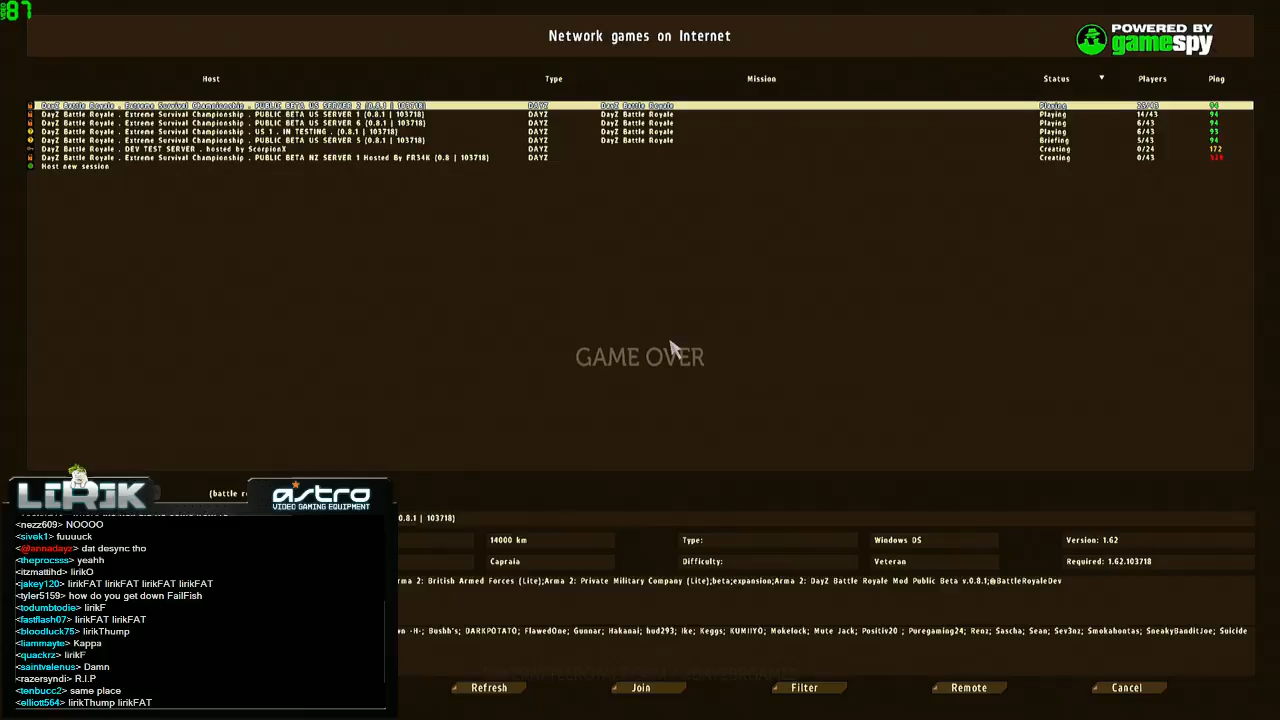 VIDEO 87
Network games on Internet
POWERED BY
gamespy
Host Type Mission Status Players Ping
DayZ Battle Royale . Extreme Survival Championship . PUBLIC BETA US SERVER 2 (0.8.1 | 103718) DAYZ DayZ Battle Royale Playing 94
DayZ Battle Royale . Extreme Survival Championship . PUBLIC BETA US SERVER 1 (0.8.1 | 103718) DAYZ DayZ Battle Royale Playing 14/43 94
DayZ Battle Royale . Extreme Survival Championship . PUBLIC BETA US SERVER 6 (0.8.1 | 103718) DAYZ DayZ Battle Royale Playing 6/43 94
DayZ Battle Royale . Extreme Survival Championship . US 1 . IN TESTING . (0.8.1 | 103718) DAYZ DayZ Battle Royale Playing 6/43 93
DayZ Battle Royale . Extreme Survival Championship . PUBLIC BETA US SERVER 5 (0.8.1 | 103718) DAYZ DayZ Battle Royale Briefing 5/43 94
DayZ Battle Royale . DEV TEST SERVER . hosted by ScorpionX DAYZ Creating 0/24 172
DayZ Battle Royale . Extreme Survival Championship . PUBLIC BETA NZ SERVER 1 Hosted By FR34K (0.8 | 103718) DAYZ Creating 0/43
Host new session
GAME OVER
LIRIK
astro
VIDEO GAMING EQUIPMENT
(battle r
0.8.1 | 103718)
14000 km Type: Windows DS Version: 1.62
Capraia Difficulty: Veteran Required: 1.62.103718
rma 2: British Armed Forces (Lite);Arma 2: Private Military Company (Lite);beta;expansion;Arma 2: DayZ Battle Royale Mod Public Beta v.0.8.1;@BattleRoyaleDev
wn -H-; Bushh's; DARKPOTATO; FlawedOne; Gunnar; Hakanai; hud293; Ike; Keggs; KUMIIYO; Mokelock; Mute Jack; Positiv20 ; Puregaming24; Renz; Sascha; Sean; Sev3nz; Smokahontas; SneakyBanditJoe; Suicide
<nezz609> NOOOO
<sivek1> fuuuuck
<@annadayz> dat desync tho
<theprocsss> yeahh
<itzmattihd> lirikO
<jakey120> lirikFAT lirikFAT lirikFAT lirikFAT
<tyler5159> how do you get down FailFish
<todumbtodie> lirikF
<fastflash07> lirikFAT lirikFAT
<bloodluck75> lirikThump
<liammayte> Kappa
<quackrz> lirikF
<saintvalenus> Damn
<razersyndi> R.I.P
<tenbucc2> same place
<elliott564> lirikThump lirikFAT
Refresh Join Filter Remote Cancel